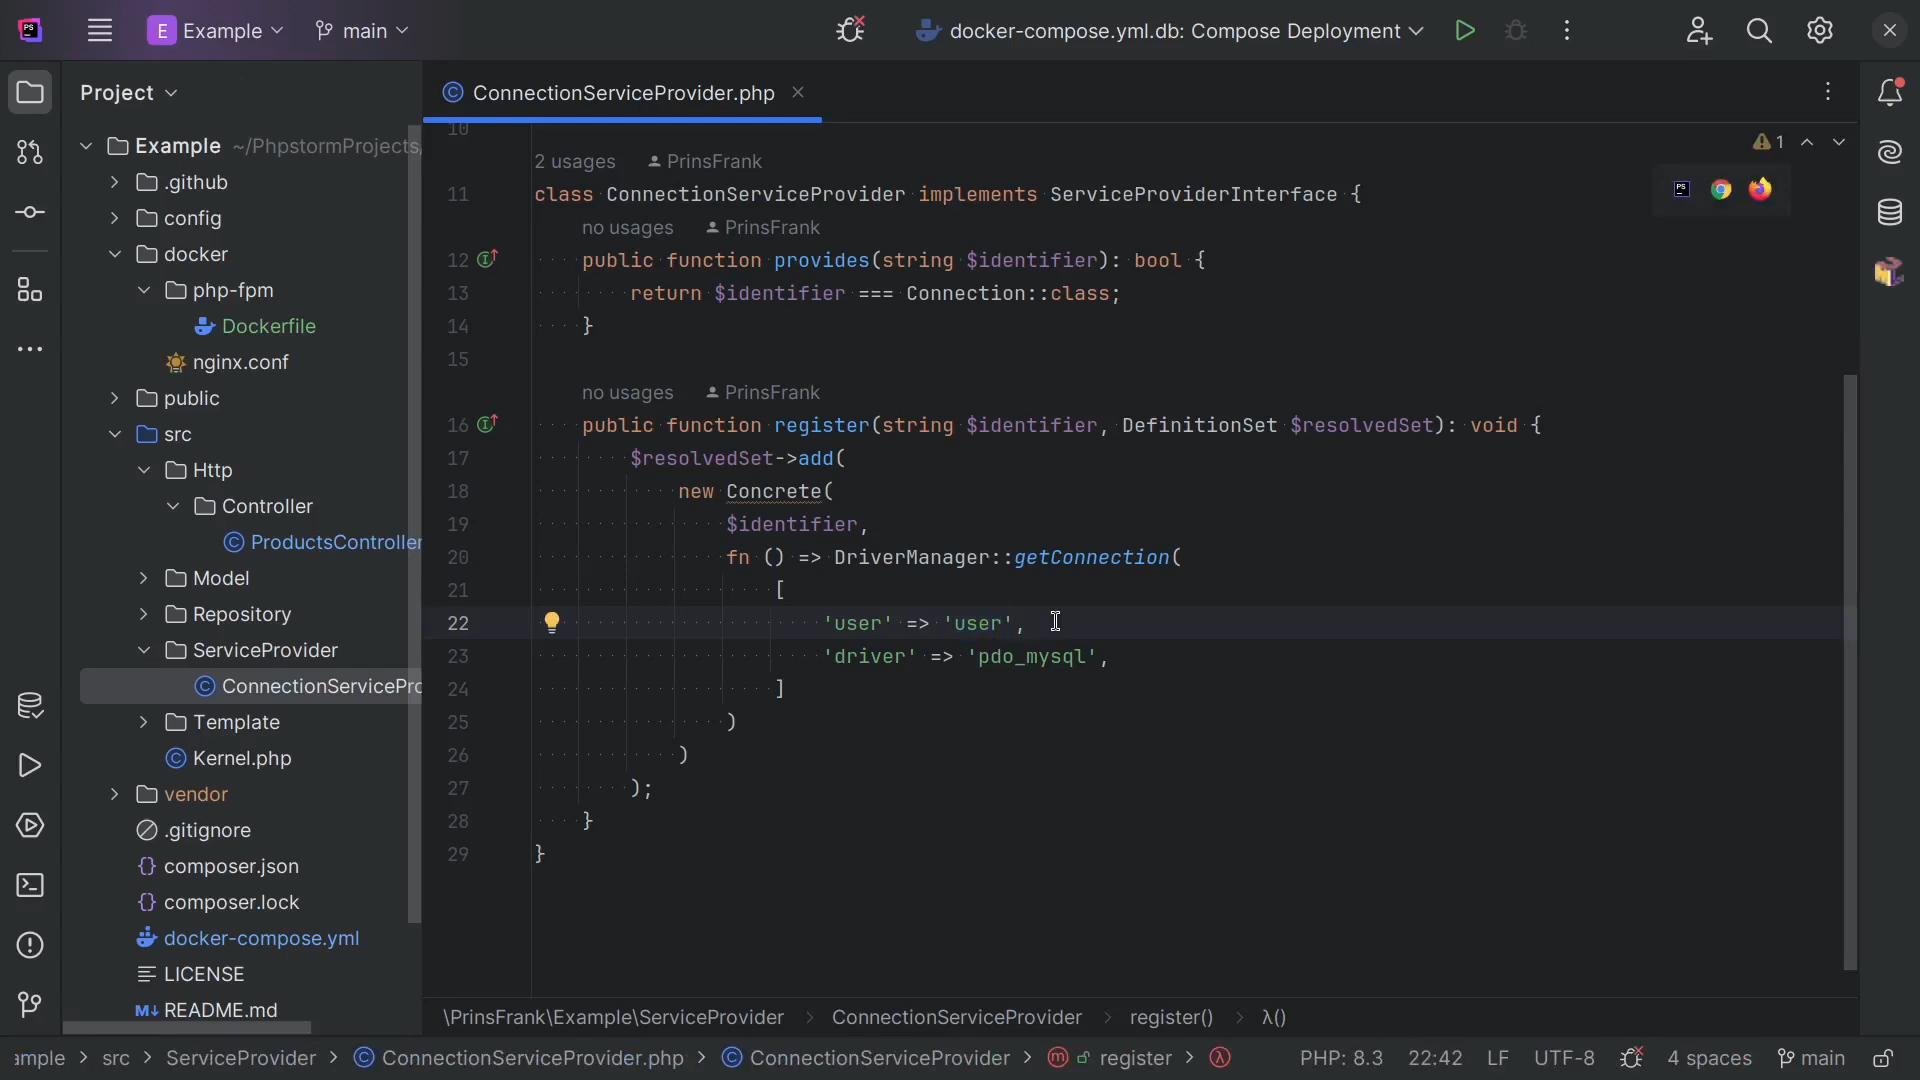 PS
E Example
main
docker-compose.yml.db: Compose Deployment
Project
Example ~/PhpstormProjects/
.github
config
docker
php-fpm
Dockerfile
nginx.conf
public
src
Http
Controller
ProductsController
Model
Repository
ServiceProvider
ConnectionServicePro
Template
Kernel.php
vendor
.gitignore
composer.json
composer.lock
docker-compose.yml
LICENSE
M↓ README.md
ConnectionServiceProvider.php
1
PS
10
2 usages PrinsFrank
11 class ConnectionServiceProvider implements ServiceProviderInterface {
no usages PrinsFrank
12 public function provides(string $identifier): bool {
13 return $identifier === Connection::class;
14 }
15
no usages PrinsFrank
16 public function register(string $identifier, DefinitionSet $resolvedSet): void {
17 $resolvedSet->add(
18 new Concrete(
19 $identifier,
20 fn () => DriverManager::getConnection(
21 [
22 'user' => 'user',
23 'driver' => 'pdo_mysql',
24 ]
25 )
26 )
27 );
28 }
29 }
\PrinsFrank\Example\ServiceProvider > ConnectionServiceProvider > register() > λ()
ample > src > ServiceProvider > ConnectionServiceProvider.php > ConnectionServiceProvider > register > λ
PHP: 8.3 22:42 LF UTF-8 4 spaces main